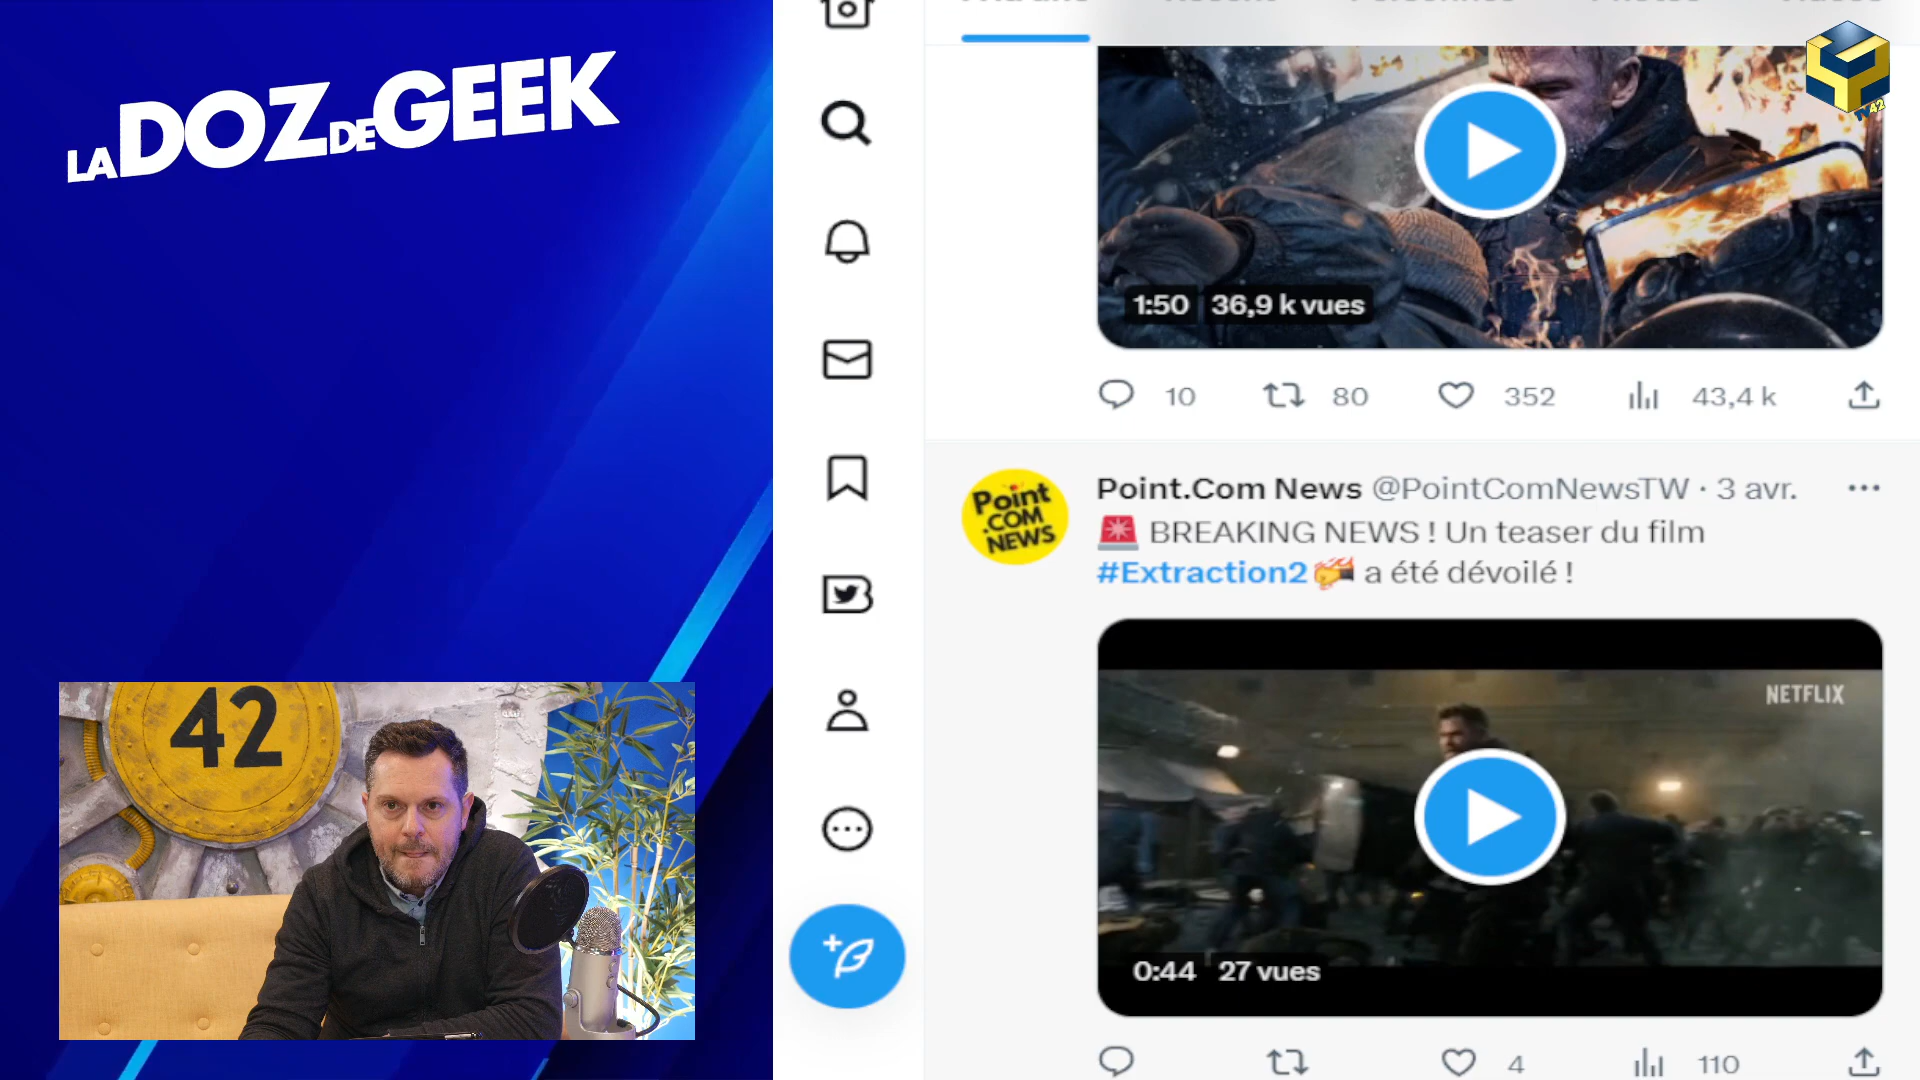 LA DOZ DE GEEK
42
TV42
1:50 36,9 k vues
10 80 352 43,4 k
Point.COM NEWS
Point.Com News @PointComNewsTW · 3 avr.
BREAKING NEWS ! Un teaser du film
#Extraction2 a été dévoilé !
NETFLIX
0:44 27 vues
4 110